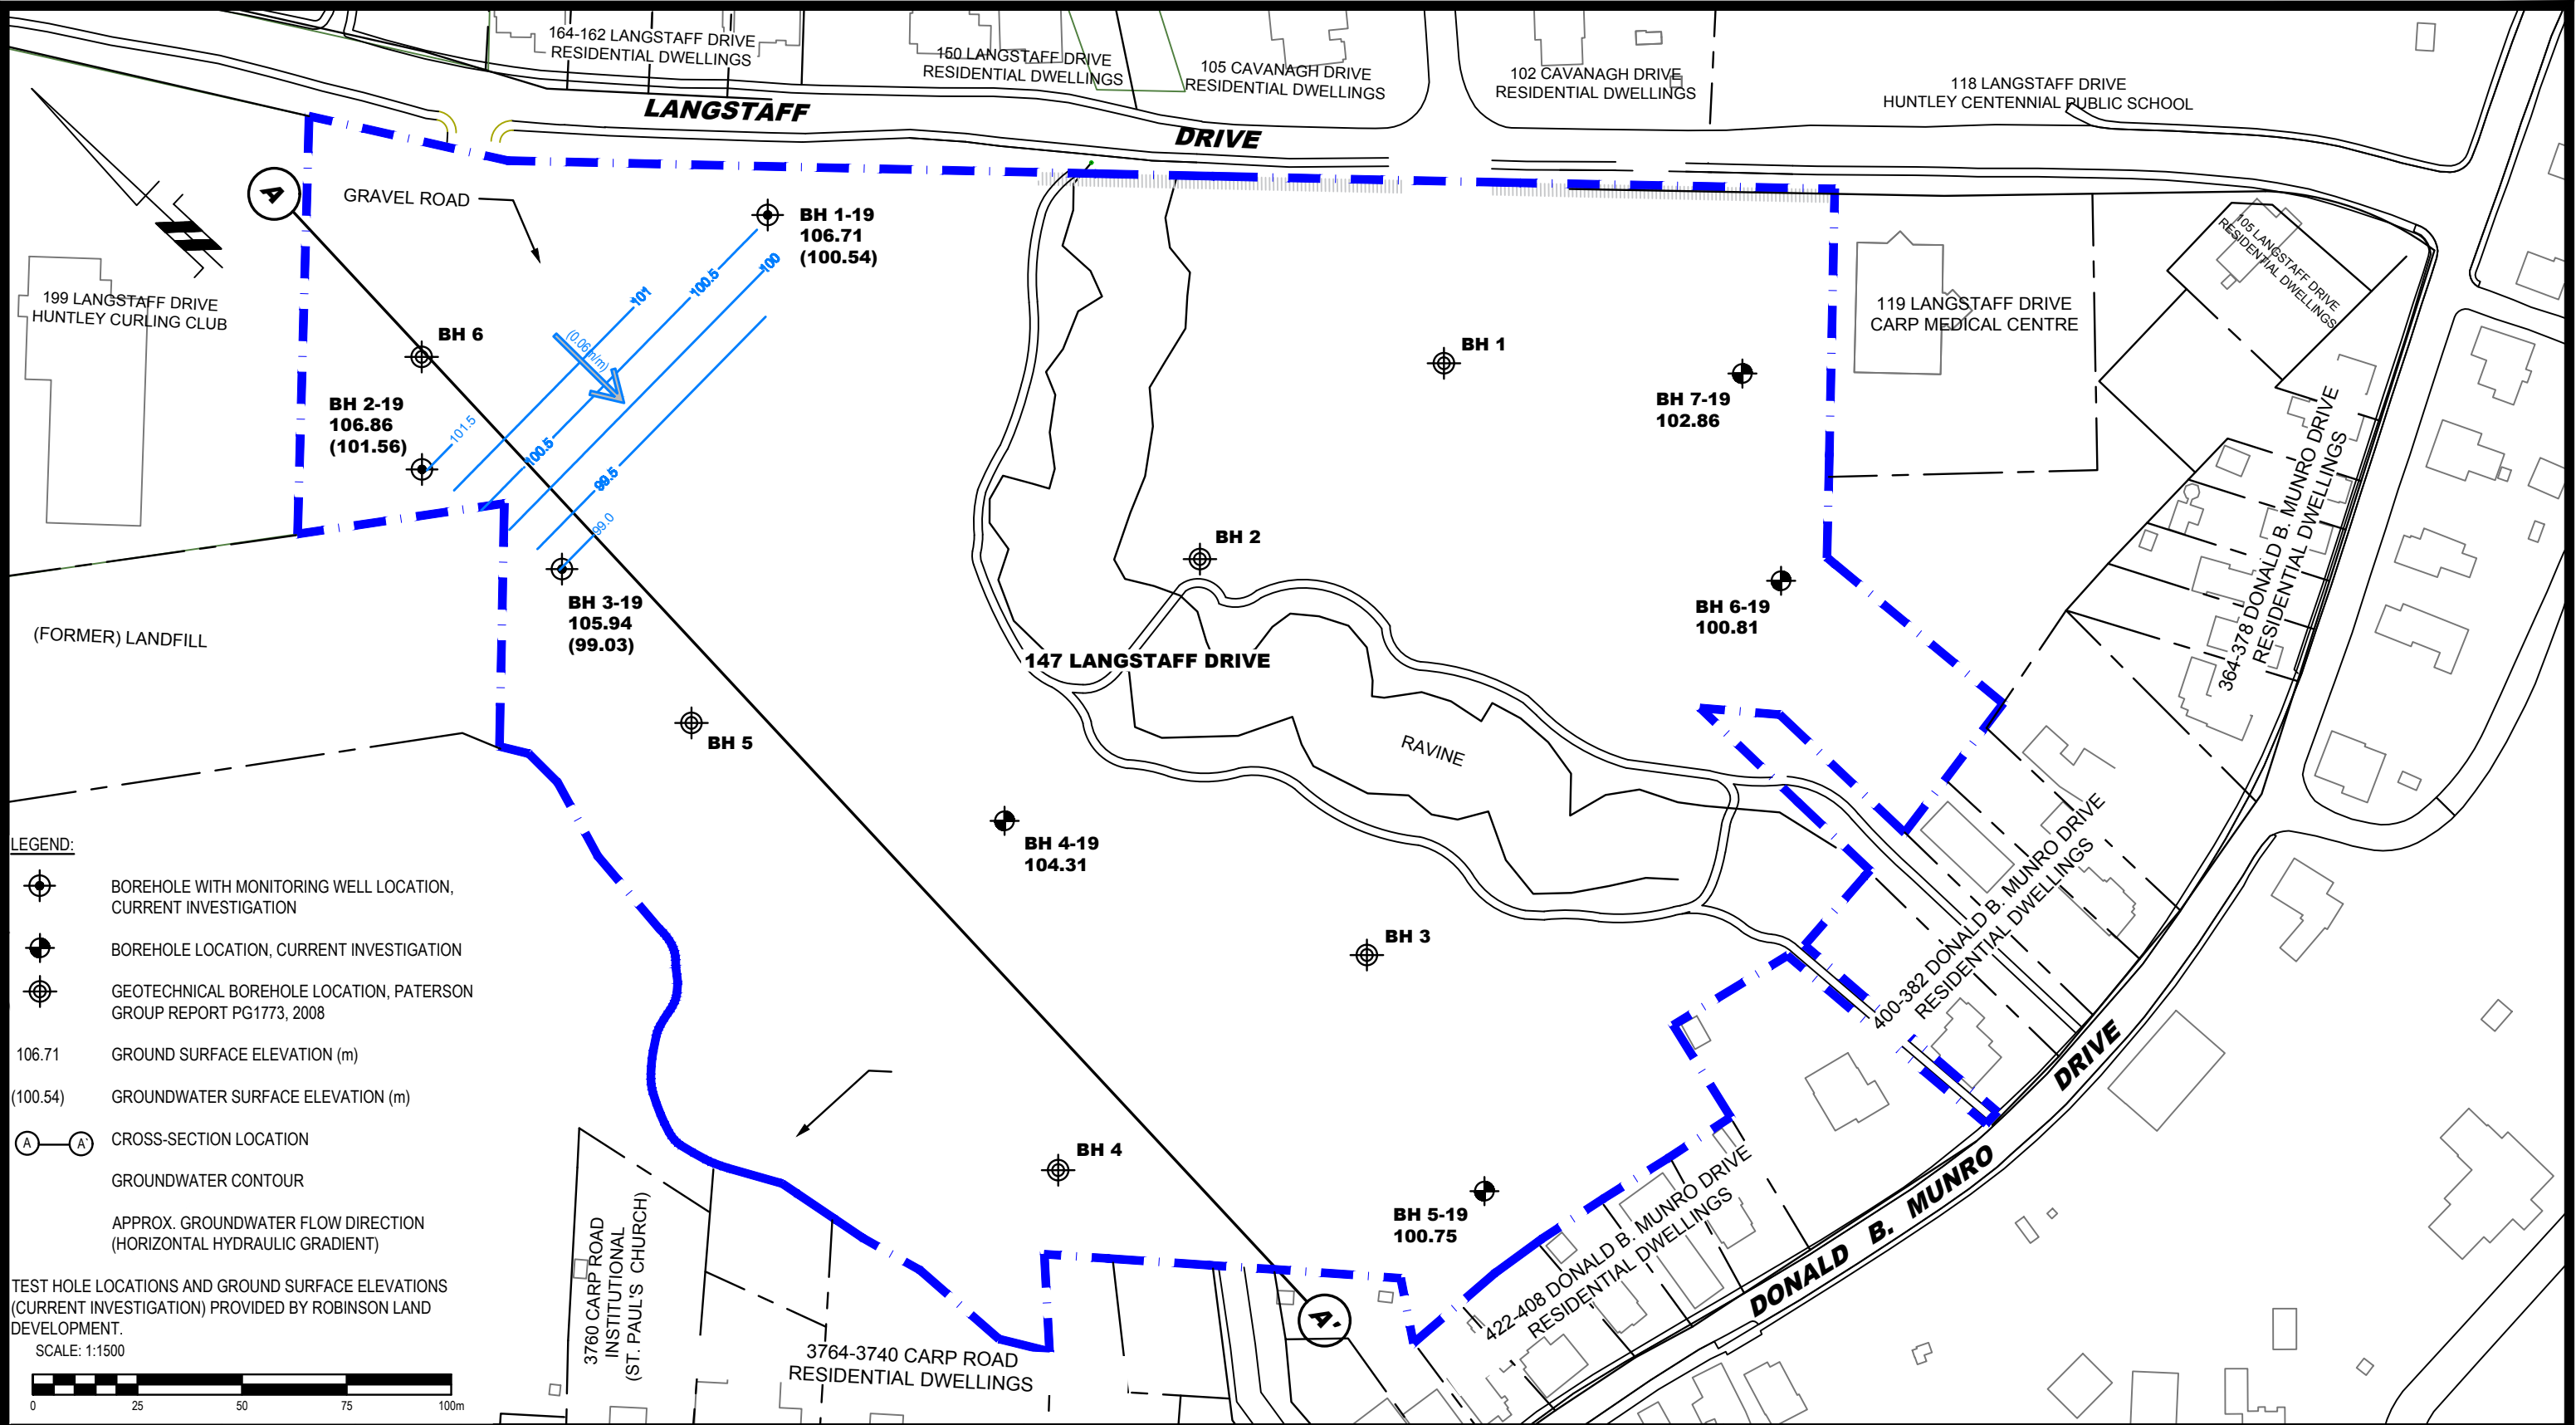 164-162 LANGSTAFF DRIVE
RESIDENTIAL DWELLINGS
150 LANGSTAFF DRIVE
RESIDENTIAL DWELLINGS
105 CAVANAGH DRIVE
RESIDENTIAL DWELLINGS
102 CAVANAGH DRIVE
RESIDENTIAL DWELLINGS
118 LANGSTAFF DRIVE
HUNTLEY CENTENNIAL PUBLIC SCHOOL
LANGSTAFF
DRIVE
A
GRAVEL ROAD
BH 1-19
106.71
(100.54)
105 LANGSTAFF DRIVE
RESIDENTIAL DWELLINGS
199 LANGSTAFF DRIVE
HUNTLEY CURLING CLUB
119 LANGSTAFF DRIVE
CARP MEDICAL CENTRE
101
100.5
100
(0.06m/m)
BH 6
BH 1
BH 2-19
106.86
(101.56)
101.5
100.5
99.5
99.0
BH 7-19
102.86
364-378 DONALD B. MUNRO DRIVE
RESIDENTIAL DWELLINGS
BH 2
BH 3-19
105.94
(99.03)
BH 6-19
100.81
(FORMER) LANDFILL
147 LANGSTAFF DRIVE
BH 5
RAVINE
BH 4-19
104.31
400-382 DONALD B. MUNRO DRIVE
RESIDENTIAL DWELLINGS
BH 3
BH 4
BH 5-19
100.75
422-408 DONALD B. MUNRO DRIVE
RESIDENTIAL DWELLINGS
DONALD B. MUNRO
DRIVE
A'
3760 CARP ROAD
INSTITUTIONAL
(ST. PAUL'S CHURCH)
3764-3740 CARP ROAD
RESIDENTIAL DWELLINGS
LEGEND:
BOREHOLE WITH MONITORING WELL LOCATION,
CURRENT INVESTIGATION
BOREHOLE LOCATION, CURRENT INVESTIGATION
GEOTECHNICAL BOREHOLE LOCATION, PATERSON
GROUP REPORT PG1773, 2008
106.71 GROUND SURFACE ELEVATION (m)
(100.54) GROUNDWATER SURFACE ELEVATION (m)
A A' CROSS-SECTION LOCATION
GROUNDWATER CONTOUR
APPROX. GROUNDWATER FLOW DIRECTION
(HORIZONTAL HYDRAULIC GRADIENT)
TEST HOLE LOCATIONS AND GROUND SURFACE ELEVATIONS
(CURRENT INVESTIGATION) PROVIDED BY ROBINSON LAND
DEVELOPMENT.
SCALE: 1:1500
0 25 50 75 100m